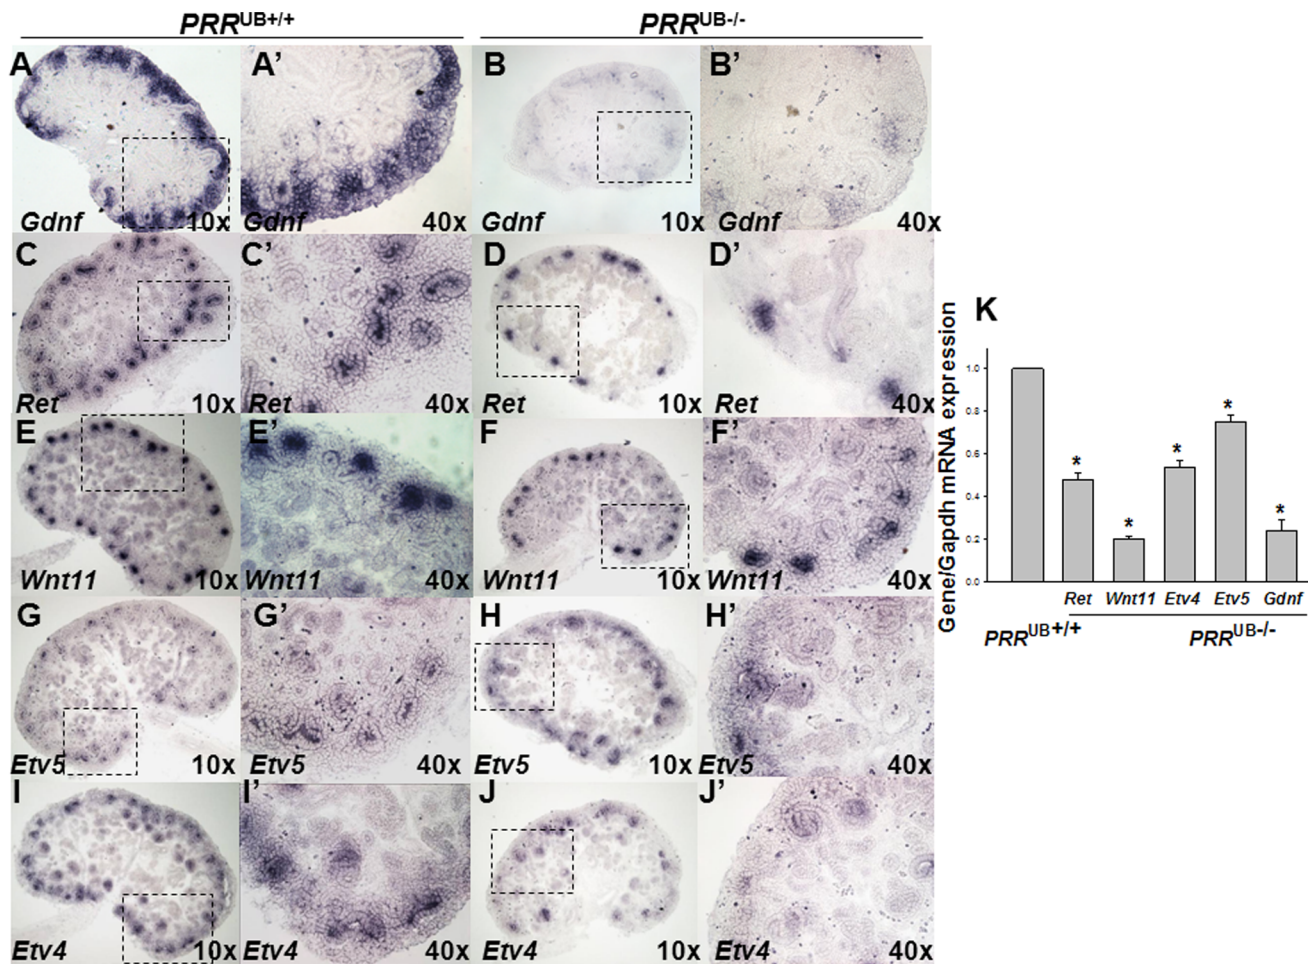 PRRUB+/+ PRRUB-/-
A A’ B B’
Gdnf 10x Gdnf 40x Gdnf 10x Gdnf 40x
C C’ D D’
Ret 10x Ret 40x Ret 10x Ret 40x
E E’ F F’
Wnt11 10x Wnt11 40x Wnt11 10x Wnt11 40x
G G’ H H’
Etv5 10x Etv5 40x Etv5 10x Etv5 40x
I I’ J J’
Etv4 10x Etv4 40x Etv4 10x Etv4 40x
K
Gene/Gapdh mRNA expression
1.0
0.8
0.6
0.4
0.2
0.0
* * * * *
Ret Wnt11 Etv4 Etv5 Gdnf
PRRUB+/+ PRRUB-/-